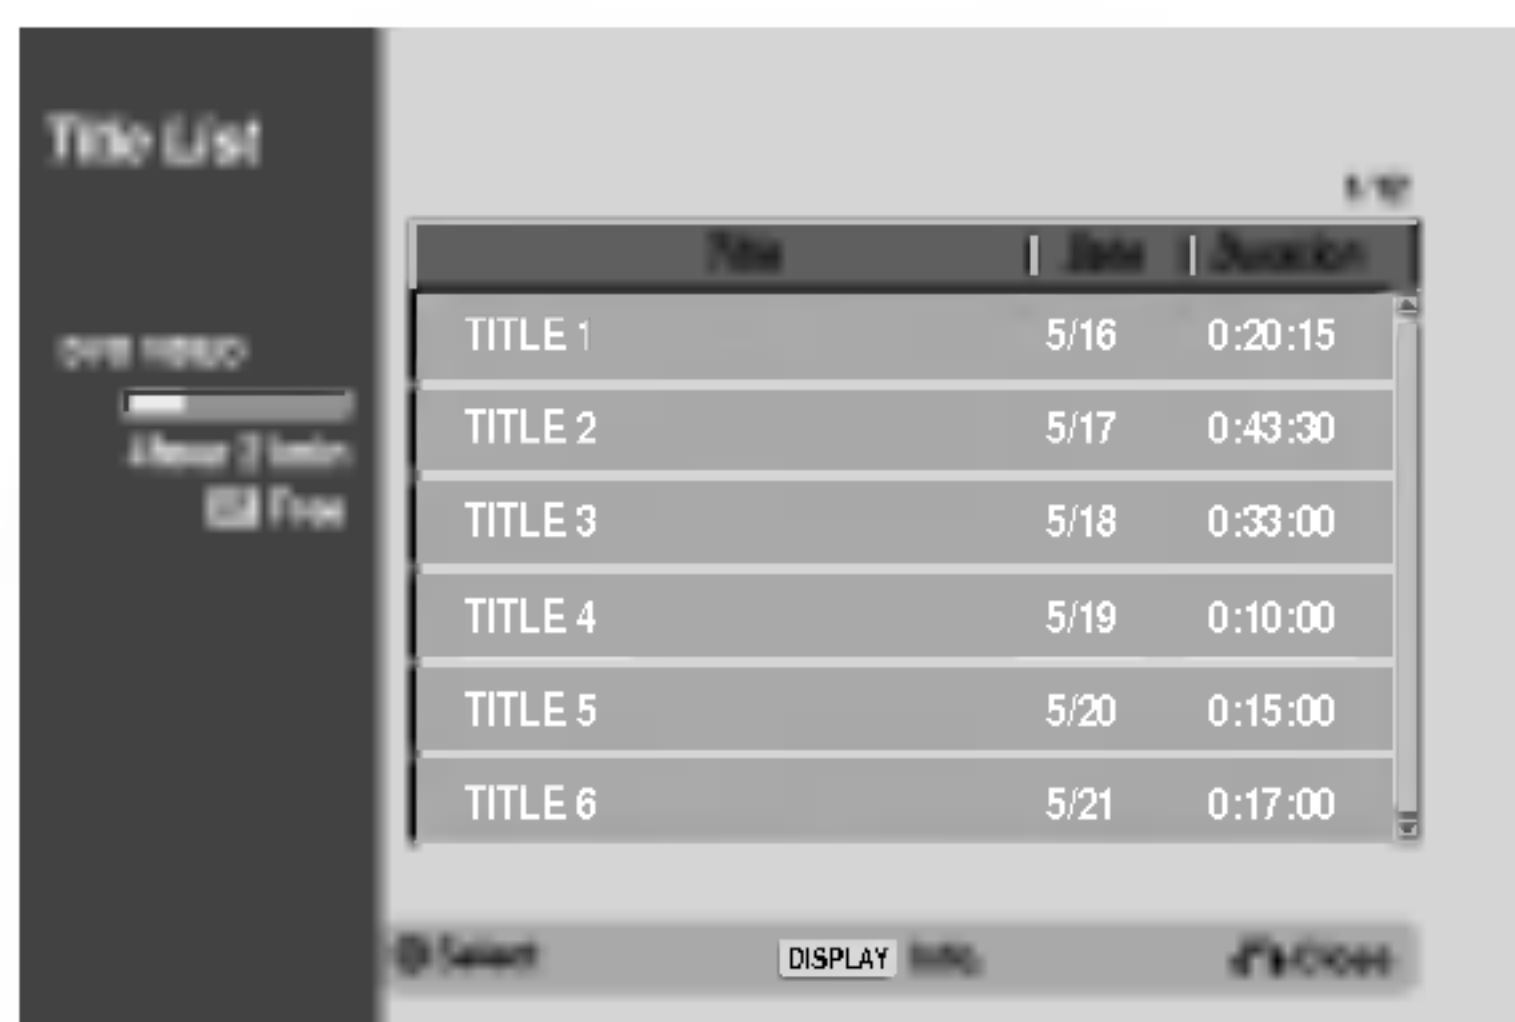 Title List
Title Date Duration
TITLE 1 5/16 0:20:15
TITLE 2 5/17 0:43:30
TITLE 3 5/18 0:33:00
TITLE 4 5/19 0:10:00
TITLE 5 5/20 0:15:00
TITLE 6 5/21 0:17:00
Free
Select DISPLAY Close